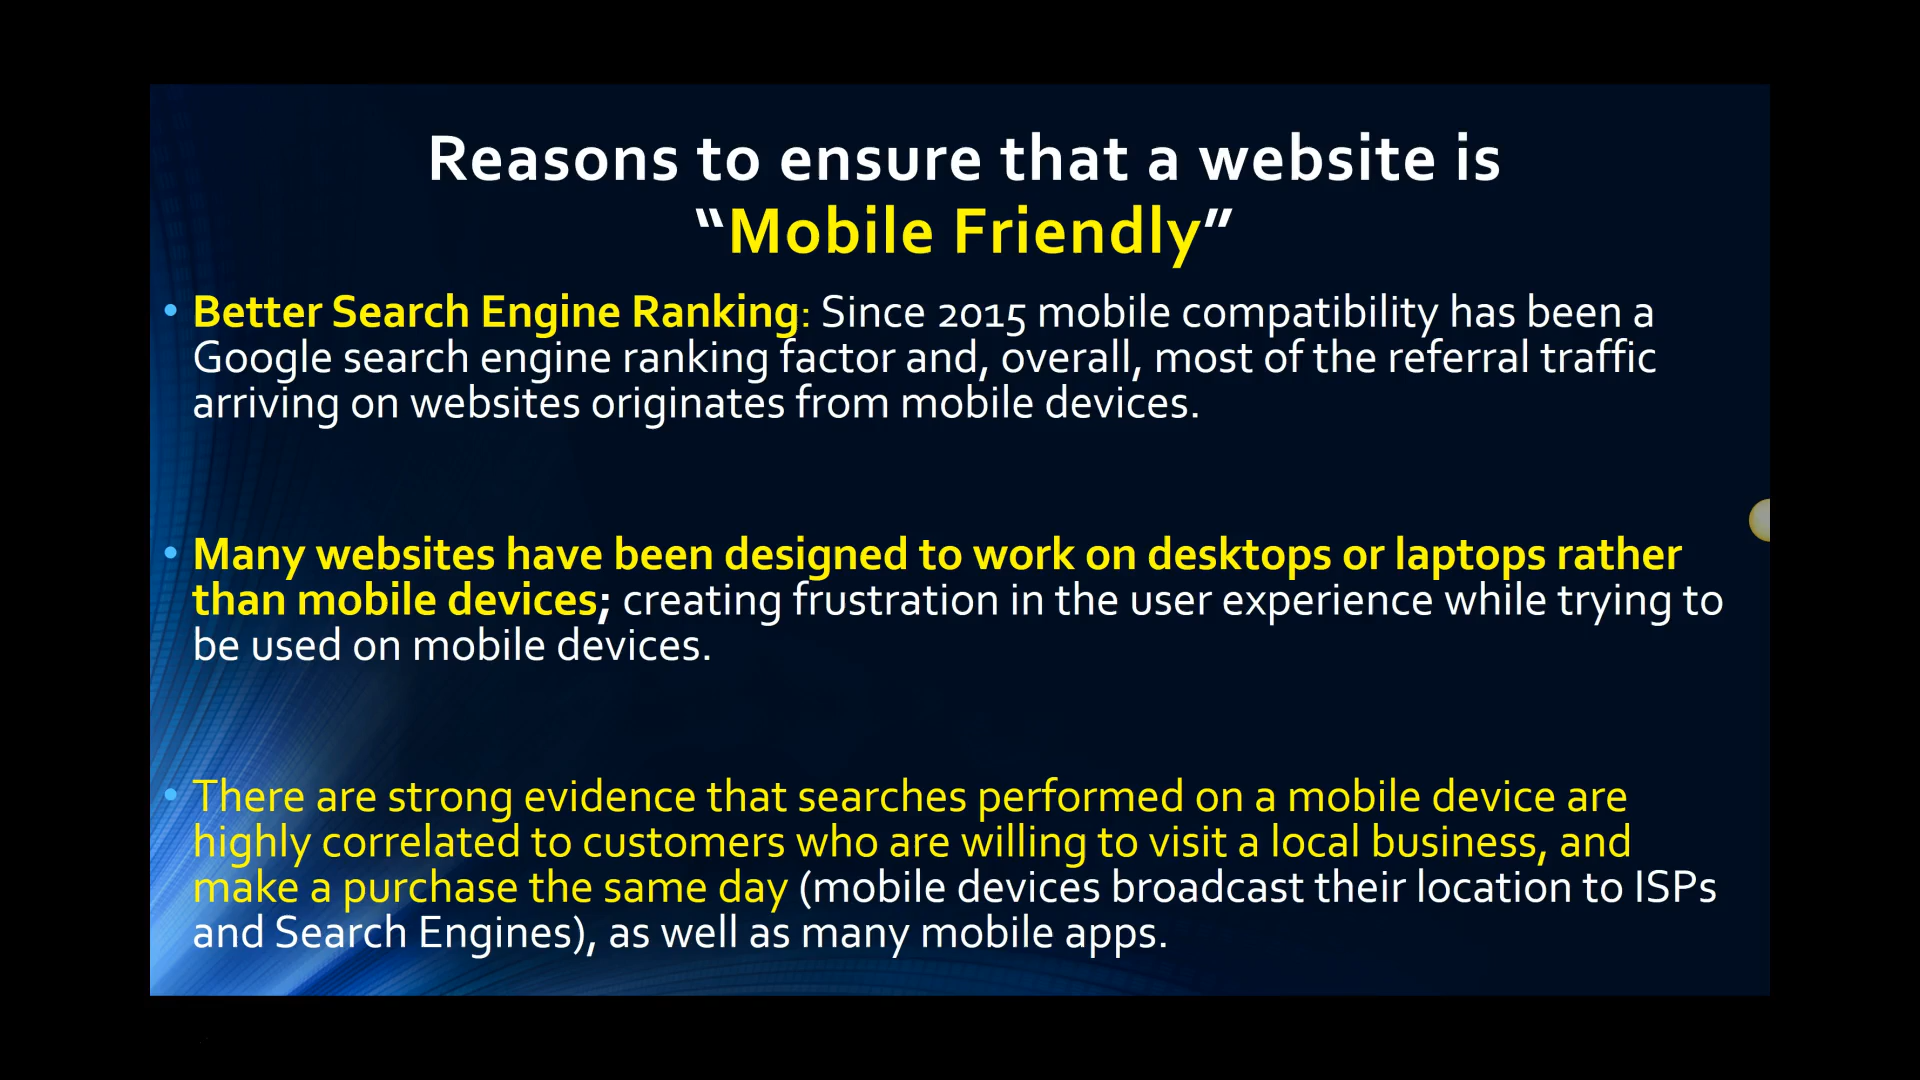 Reasons to ensure that a website is
“Mobile Friendly”
• Better Search Engine Ranking: Since 2015 mobile compatibility has been a
Google search engine ranking factor and, overall, most of the referral traffic
arriving on websites originates from mobile devices.
• Many websites have been designed to work on desktops or laptops rather
than mobile devices; creating frustration in the user experience while trying to
be used on mobile devices.
• There are strong evidence that searches performed on a mobile device are
highly correlated to customers who are willing to visit a local business, and
make a purchase the same day (mobile devices broadcast their location to ISPs
and Search Engines), as well as many mobile apps.